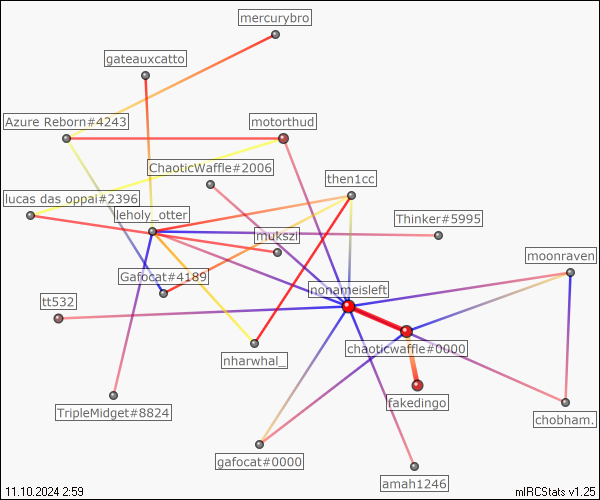 mercurybro
gateauxcatto
Azure Reborn#4243
motorthud
ChaoticWaffle#2006
then1cc
lucas das oppai#2396
leholy_otter
Thinker#5995
mukszi
moonraven
Gafocat#4189
nonameisleft
tt532
chaoticwaffle#0000
nharwhal_
fakedingo
TripleMidget#8824
chobham.
gafocat#0000
amah1246
11.10.2024 2:59
mIRCStats v1.25